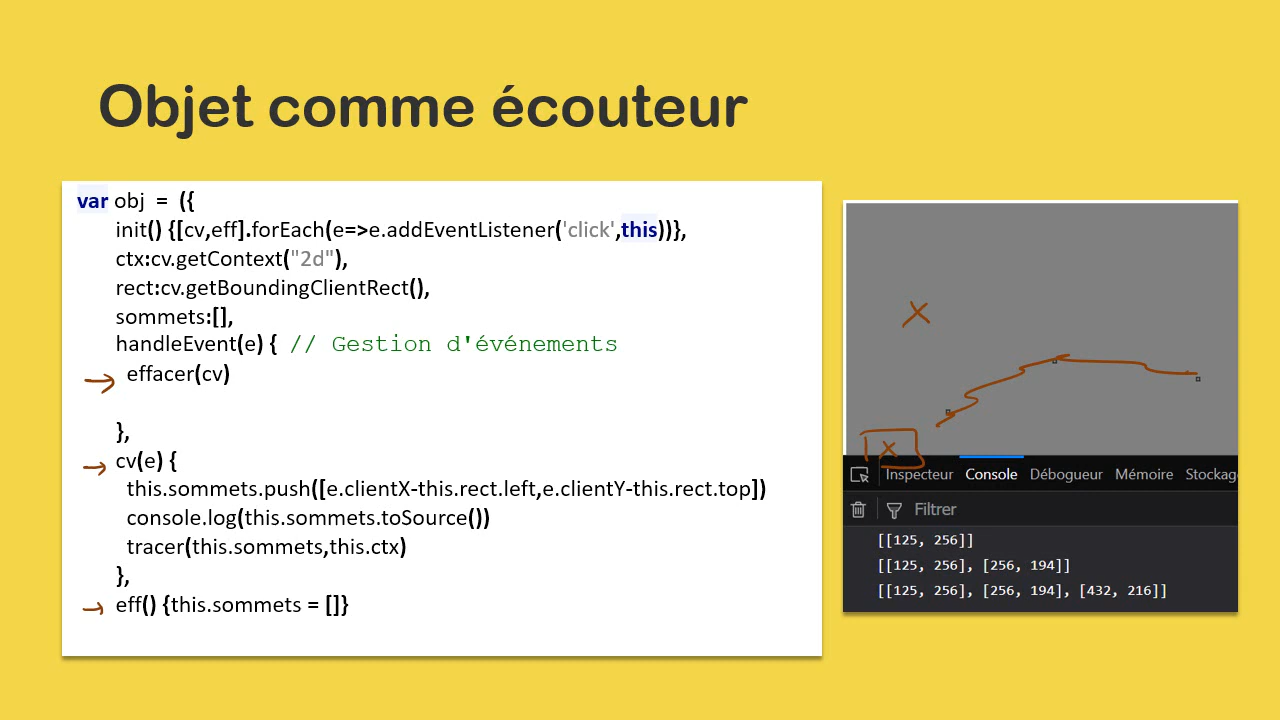 Objet comme écouteur
var obj = ({
init() {[cv,eff].forEach(e=>e.addEventListener('click',this))},
ctx:cv.getContext("2d"),
rect:cv.getBoundingClientRect(),
sommets:[],
handleEvent(e) { // Gestion d'événements
effacer(cv)
},
cv(e) {
this.sommets.push([e.clientX-this.rect.left,e.clientY-this.rect.top])
console.log(this.sommets.toSource())
tracer(this.sommets,this.ctx)
},
eff() {this.sommets = []}
X
X
Inspecteur Console Débogueur Mémoire Stockag
Filtrer
[[125, 256]]
[[125, 256], [256, 194]]
[[125, 256], [256, 194], [432, 216]]